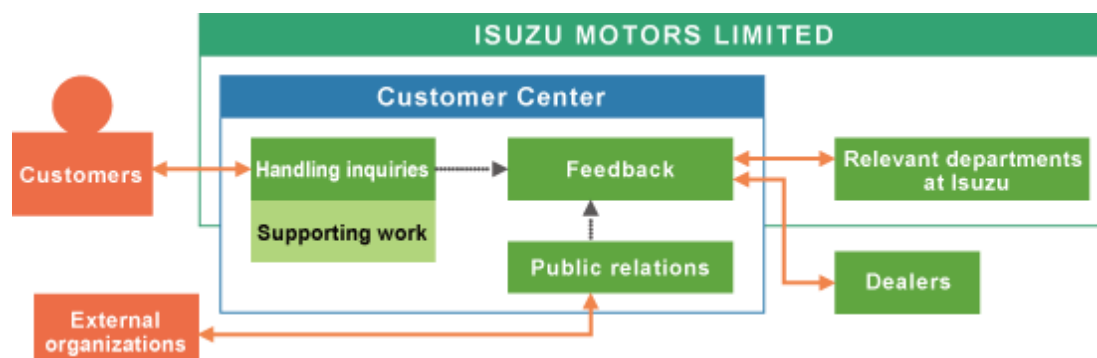 ISUZU MOTORS LIMITED
Customer Center
Customers
Handling inquiries
Feedback
Relevant departments
at Isuzu
Supporting work
Public relations
Dealers
External
organizations